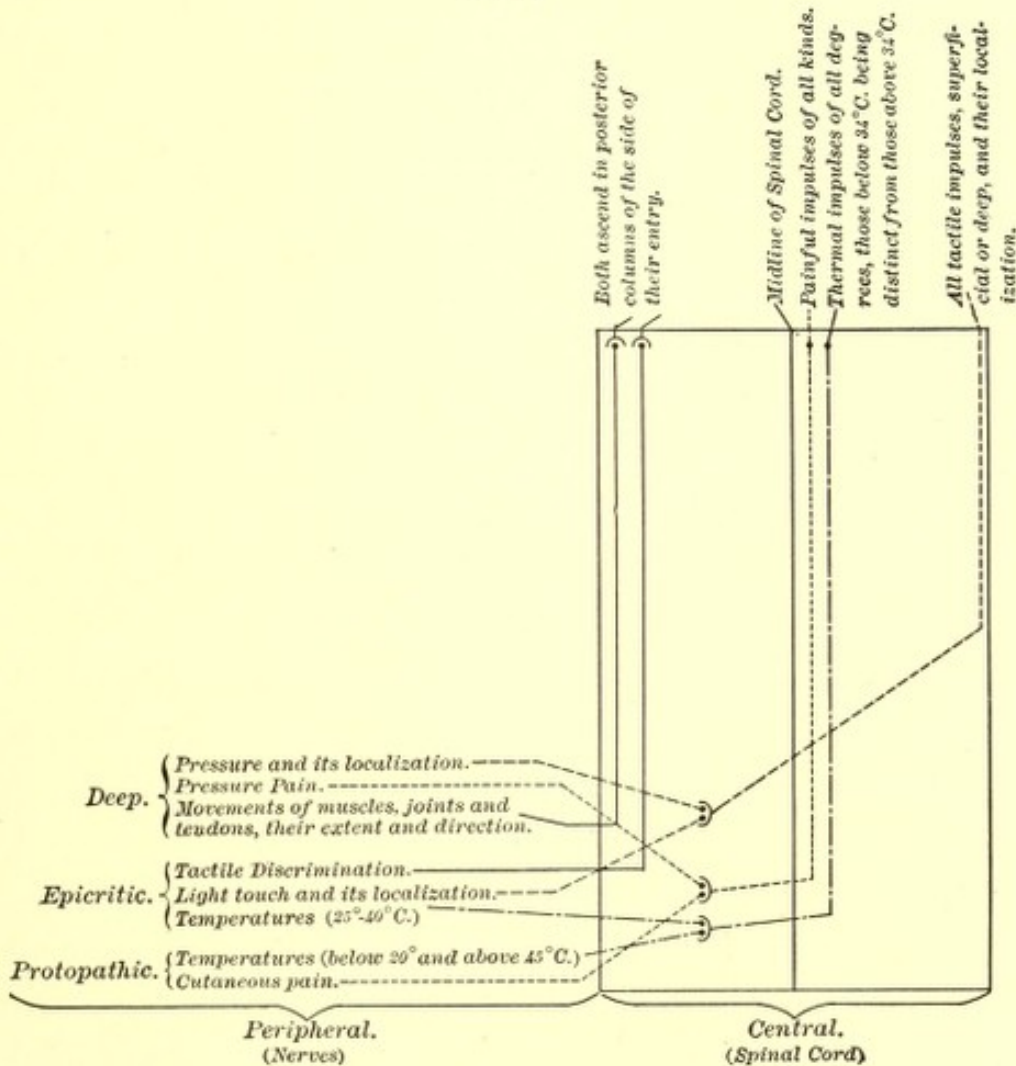 Both ascend in posterior
columns of the side of
their entry.
Midline of Spinal Cord.
Painful impulses of all kinds.
Thermal impulses of all deg-
rees, those below 34°C. being
distinct from those above 34°C.
All tactile impulses, superfi-
cial or deep, and their local-
ization.
Deep.
Pressure and its localization.
Pressure Pain.
Movements of muscles, joints and
tendons, their extent and direction.
Epicritic.
Tactile Discrimination.
Light touch and its localization.
Temperatures (25°-40°C.)
Protopathic.
Temperatures (below 20° and above 45°C.)
Cutaneous pain.
Peripheral.
(Nerves)
Central.
(Spinal Cord)